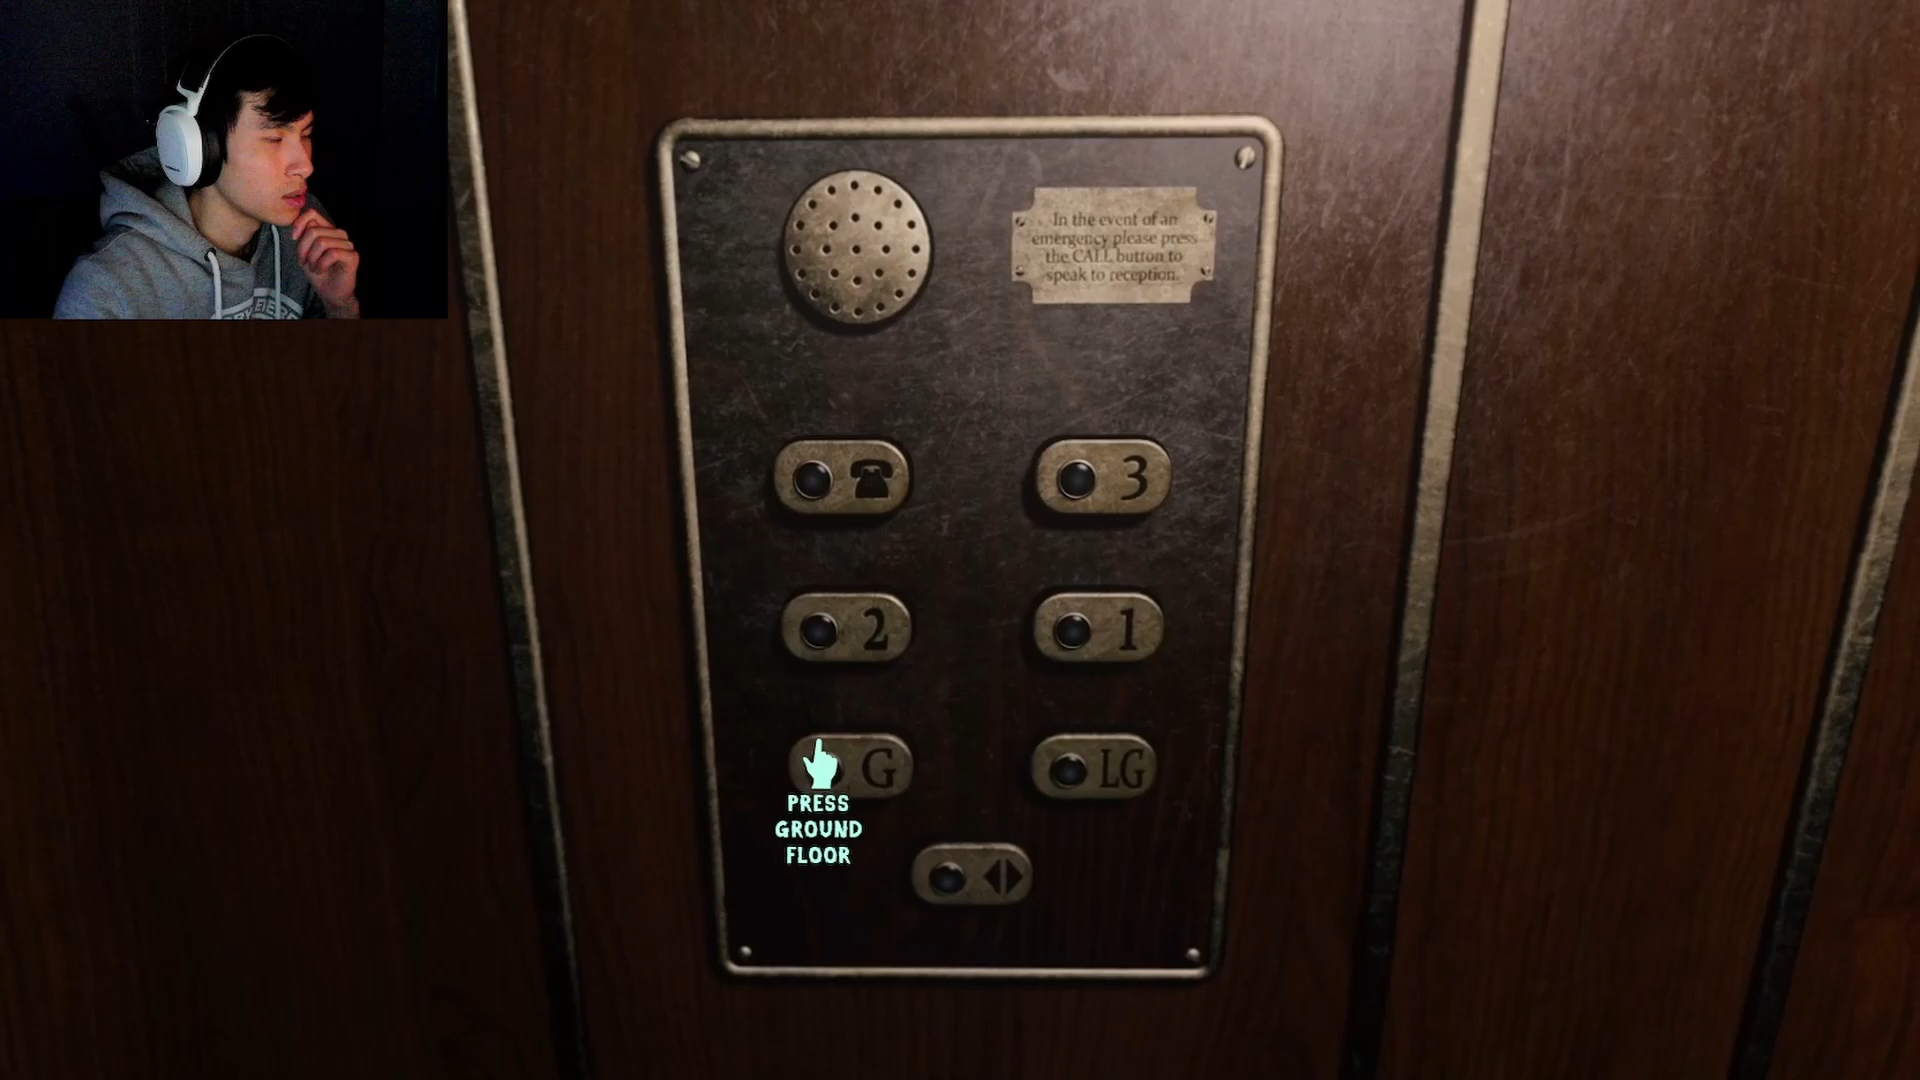 In the event of an
emergency please press
the CALL button to
speak to reception.
3
2
1
G
LG
PRESS
GROUND
FLOOR